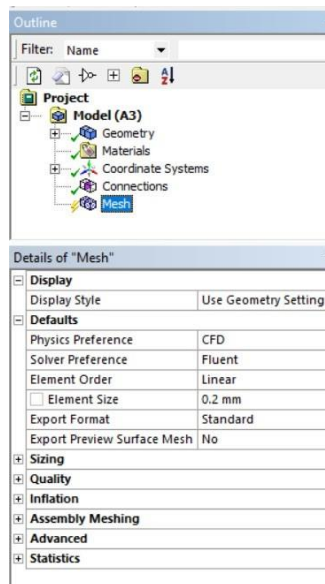 Outline
Filter: Name
Project
Model (A3)
Geometry
Materials
Coordinate Systems
Connections
Mesh
Details of "Mesh"
Display
Display Style Use Geometry Setting
Defaults
Physics Preference CFD
Solver Preference Fluent
Element Order Linear
Element Size 0.2 mm
Export Format Standard
Export Preview Surface Mesh No
Sizing
Quality
Inflation
Assembly Meshing
Advanced
Statistics